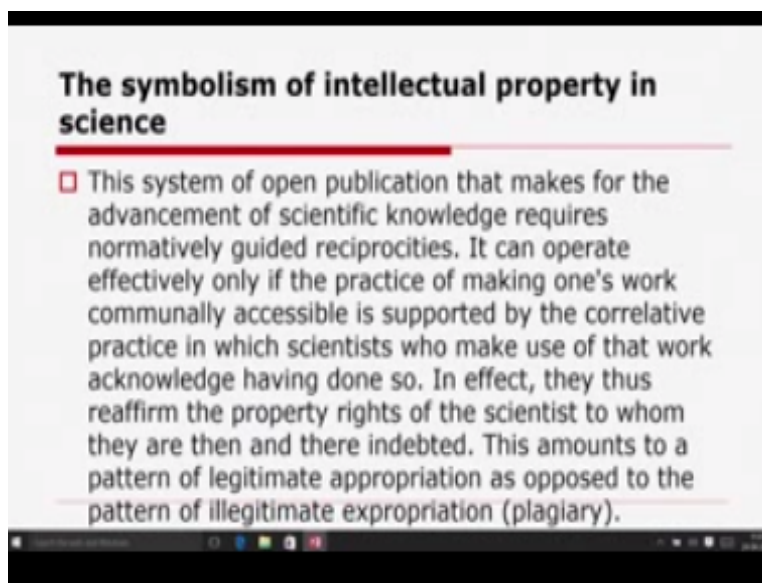 The symbolism of intellectual property in
science
This system of open publication that makes for the
advancement of scientific knowledge requires
normatively guided reciprocities. It can operate
effectively only if the practice of making one's work
communally accessible is supported by the correlative
practice in which scientists who make use of that work
acknowledge having done so. In effect, they thus
reaffirm the property rights of the scientist to whom
they are then and there indebted. This amounts to a
pattern of legitimate appropriation as opposed to the
pattern of illegitimate expropriation (plagiary).